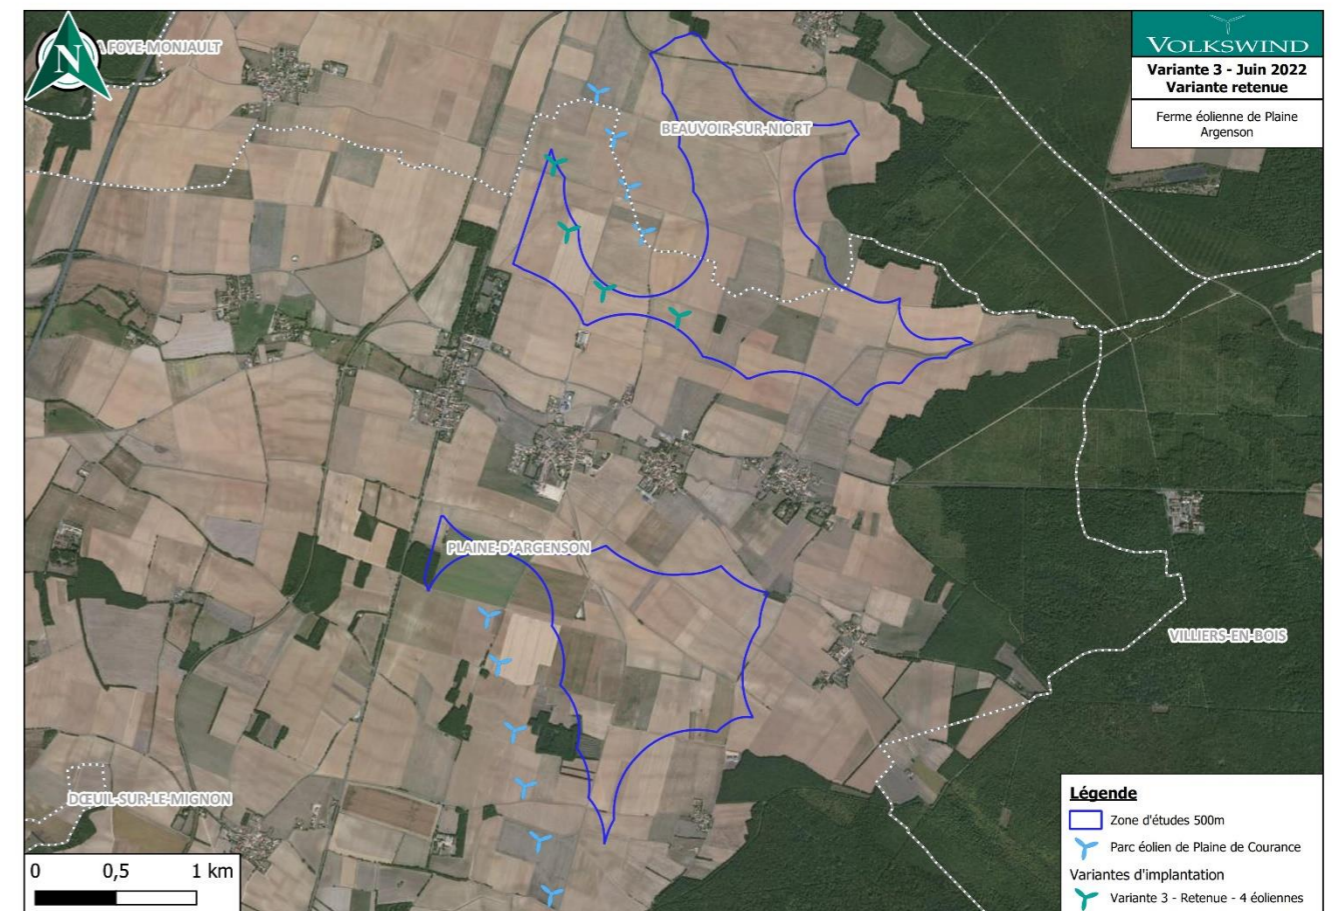 N
A FOYE-MONJAULT
BEAUVOIR-SUR-NIORT
VOLKSWIND
Variante 3 - Juin 2022
Variante retenue
Ferme éolienne de Plaine
Argenson
PLAINE-D'ARGENSON
VILLIERS-EN-BOIS
DŒUIL-SUR-LE-MIGNON
0 0,5 1 km
Légende
Zone d'études 500m
Parc éolien de Plaine de Courance
Variantes d'implantation
Variante 3 - Retenue - 4 éoliennes